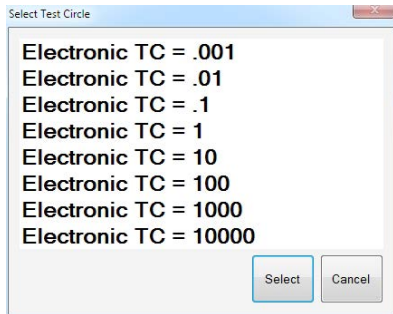 Select Test Circle
Electronic TC = .001
Electronic TC = .01
Electronic TC = .1
Electronic TC = 1
Electronic TC = 10
Electronic TC = 100
Electronic TC = 1000
Electronic TC = 10000
Select Cancel